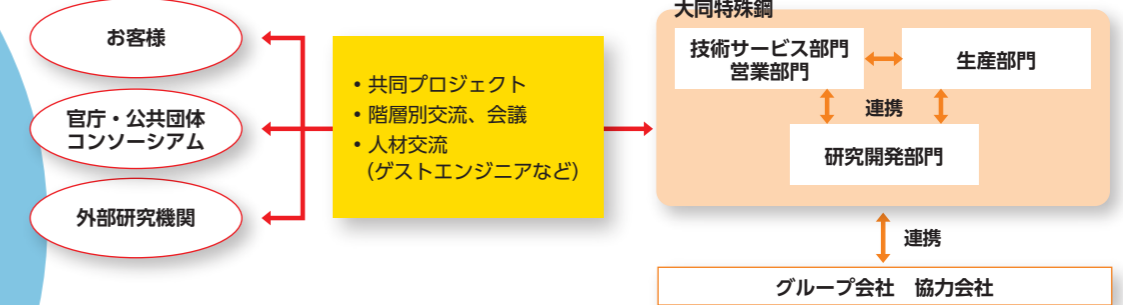 お客様
官庁・公共団体
コンソーシアム
外部研究機関
・共同プロジェクト
・階層別交流、会議
・人材交流
（ゲストエンジニアなど）
大同特殊鋼
技術サービス部門
営業部門
生産部門
連携
研究開発部門
連携
グループ会社　協力会社